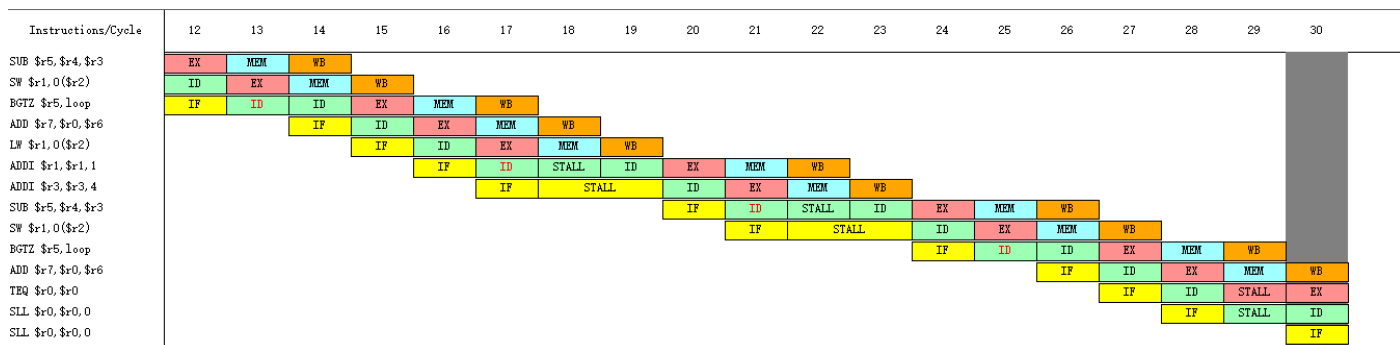 Instructions/Cycle 12 13 14 15 16 17 18 19 20 21 22 23 24 25 26 27 28 29 30
SUB $r5,$r4,$r3 EX MEM WB
SW $r1,0($r2) ID EX MEM WB
BGTZ $r5,loop IF ID ID EX MEM WB
ADD $r7,$r0,$r6 IF ID EX MEM WB
LW $r1,0($r2) IF ID EX MEM WB
ADDI $r1,$r1,1 IF ID STALL ID EX MEM WB
ADDI $r3,$r3,4 IF STALL ID EX MEM WB
SUB $r5,$r4,$r3 IF ID STALL ID EX MEM WB
SW $r1,0($r2) IF STALL ID EX MEM WB
BGTZ $r5,loop IF ID ID EX MEM WB
ADD $r7,$r0,$r6 IF ID EX MEM WB
TEQ $r0,$r0 IF ID STALL EX
SLL $r0,$r0,0 IF STALL ID
SLL $r0,$r0,0 IF